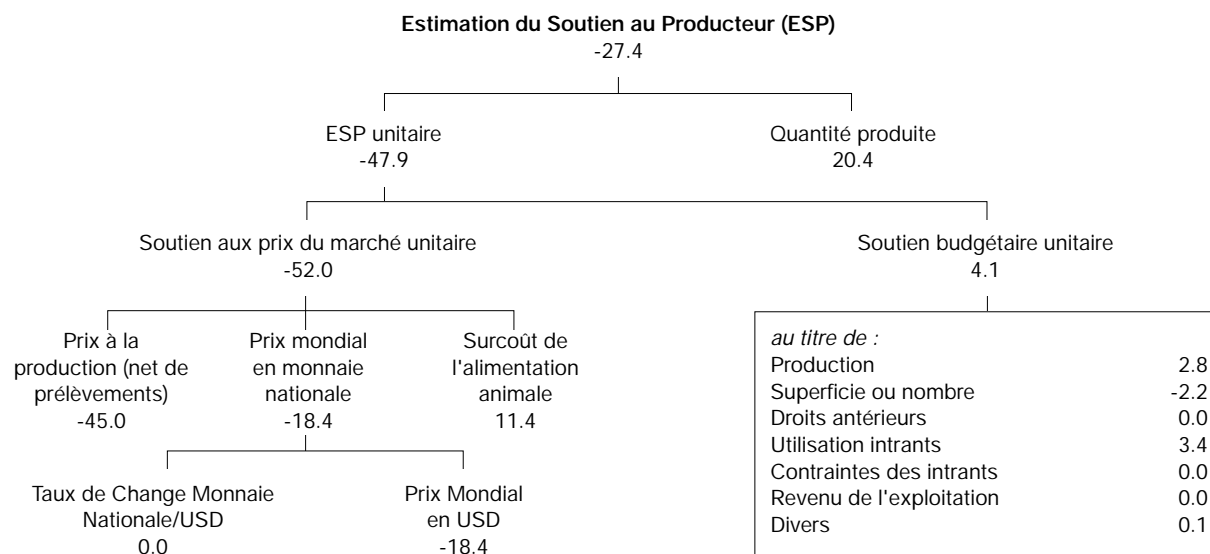 Estimation du Soutien au Producteur (ESP)
-27.4
ESP unitaire
-47.9
Quantité produite
20.4
Soutien aux prix du marché unitaire
-52.0
Soutien budgétaire unitaire
4.1
Prix à la
production (net de
prélèvements)
-45.0
Prix mondial
en monnaie
nationale
-18.4
Surcoût de
l'alimentation
animale
11.4
Taux de Change Monnaie
Nationale/USD
0.0
Prix Mondial
en USD
-18.4
au titre de :
Production 2.8
Superficie ou nombre -2.2
Droits antérieurs 0.0
Utilisation intrants 3.4
Contraintes des intrants 0.0
Revenu de l'exploitation 0.0
Divers 0.1